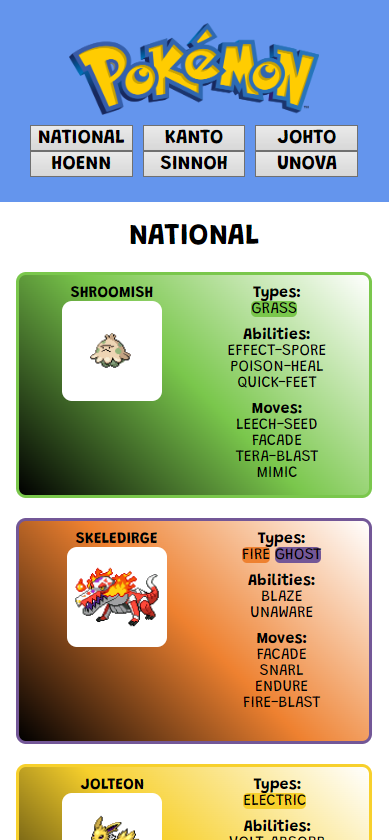 POKéMON
NATIONAL KANTO JOHTO
HOENN SINNOH UNOVA
NATIONAL
SHROOMISH
Types:
GRASS
Abilities:
EFFECT-SPORE
POISON-HEAL
QUICK-FEET
Moves:
LEECH-SEED
FACADE
TERA-BLAST
MIMIC
SKELEDIRGE
Types:
FIRE GHOST
Abilities:
BLAZE
UNAWARE
Moves:
FACADE
SNARL
ENDURE
FIRE-BLAST
JOLTEON
Types:
ELECTRIC
Abilities:
VOLT-ABSORB